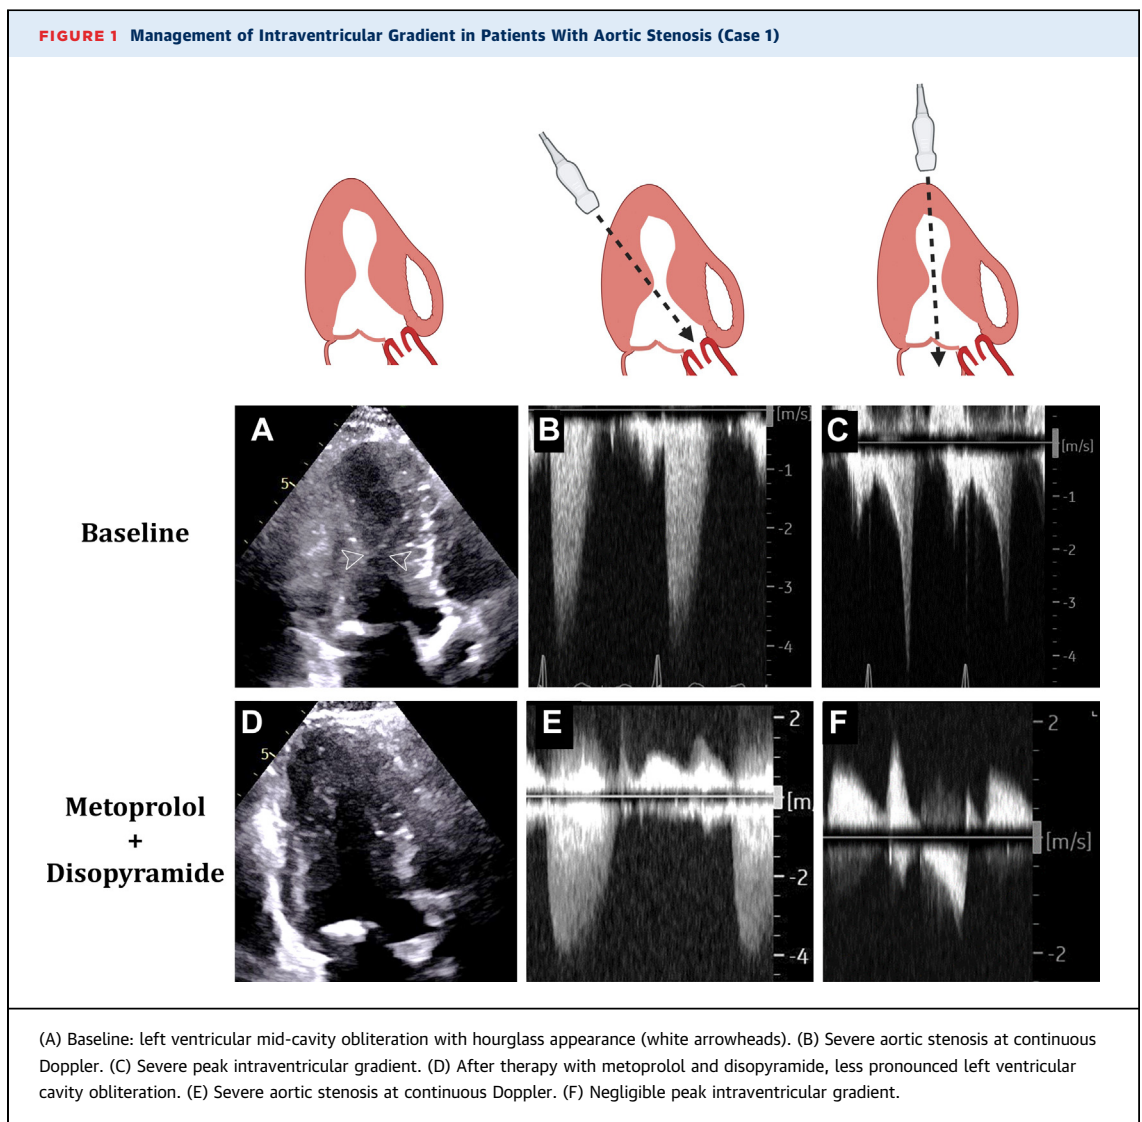 FIGURE 1 Management of Intraventricular Gradient in Patients With Aortic Stenosis (Case 1)
A
5
B
[m/s]
-1
-2
-3
-4
C
[m/s]
-1
-2
-3
-4
Baseline
D
5
E
2
[m/
-2
-4
F
2
[m/s]
-2
Metoprolol
+
Disopyramide
(A) Baseline: left ventricular mid-cavity obliteration with hourglass appearance (white arrowheads). (B) Severe aortic stenosis at continuous
Doppler. (C) Severe peak intraventricular gradient. (D) After therapy with metoprolol and disopyramide, less pronounced left ventricular
cavity obliteration. (E) Severe aortic stenosis at continuous Doppler. (F) Negligible peak intraventricular gradient.